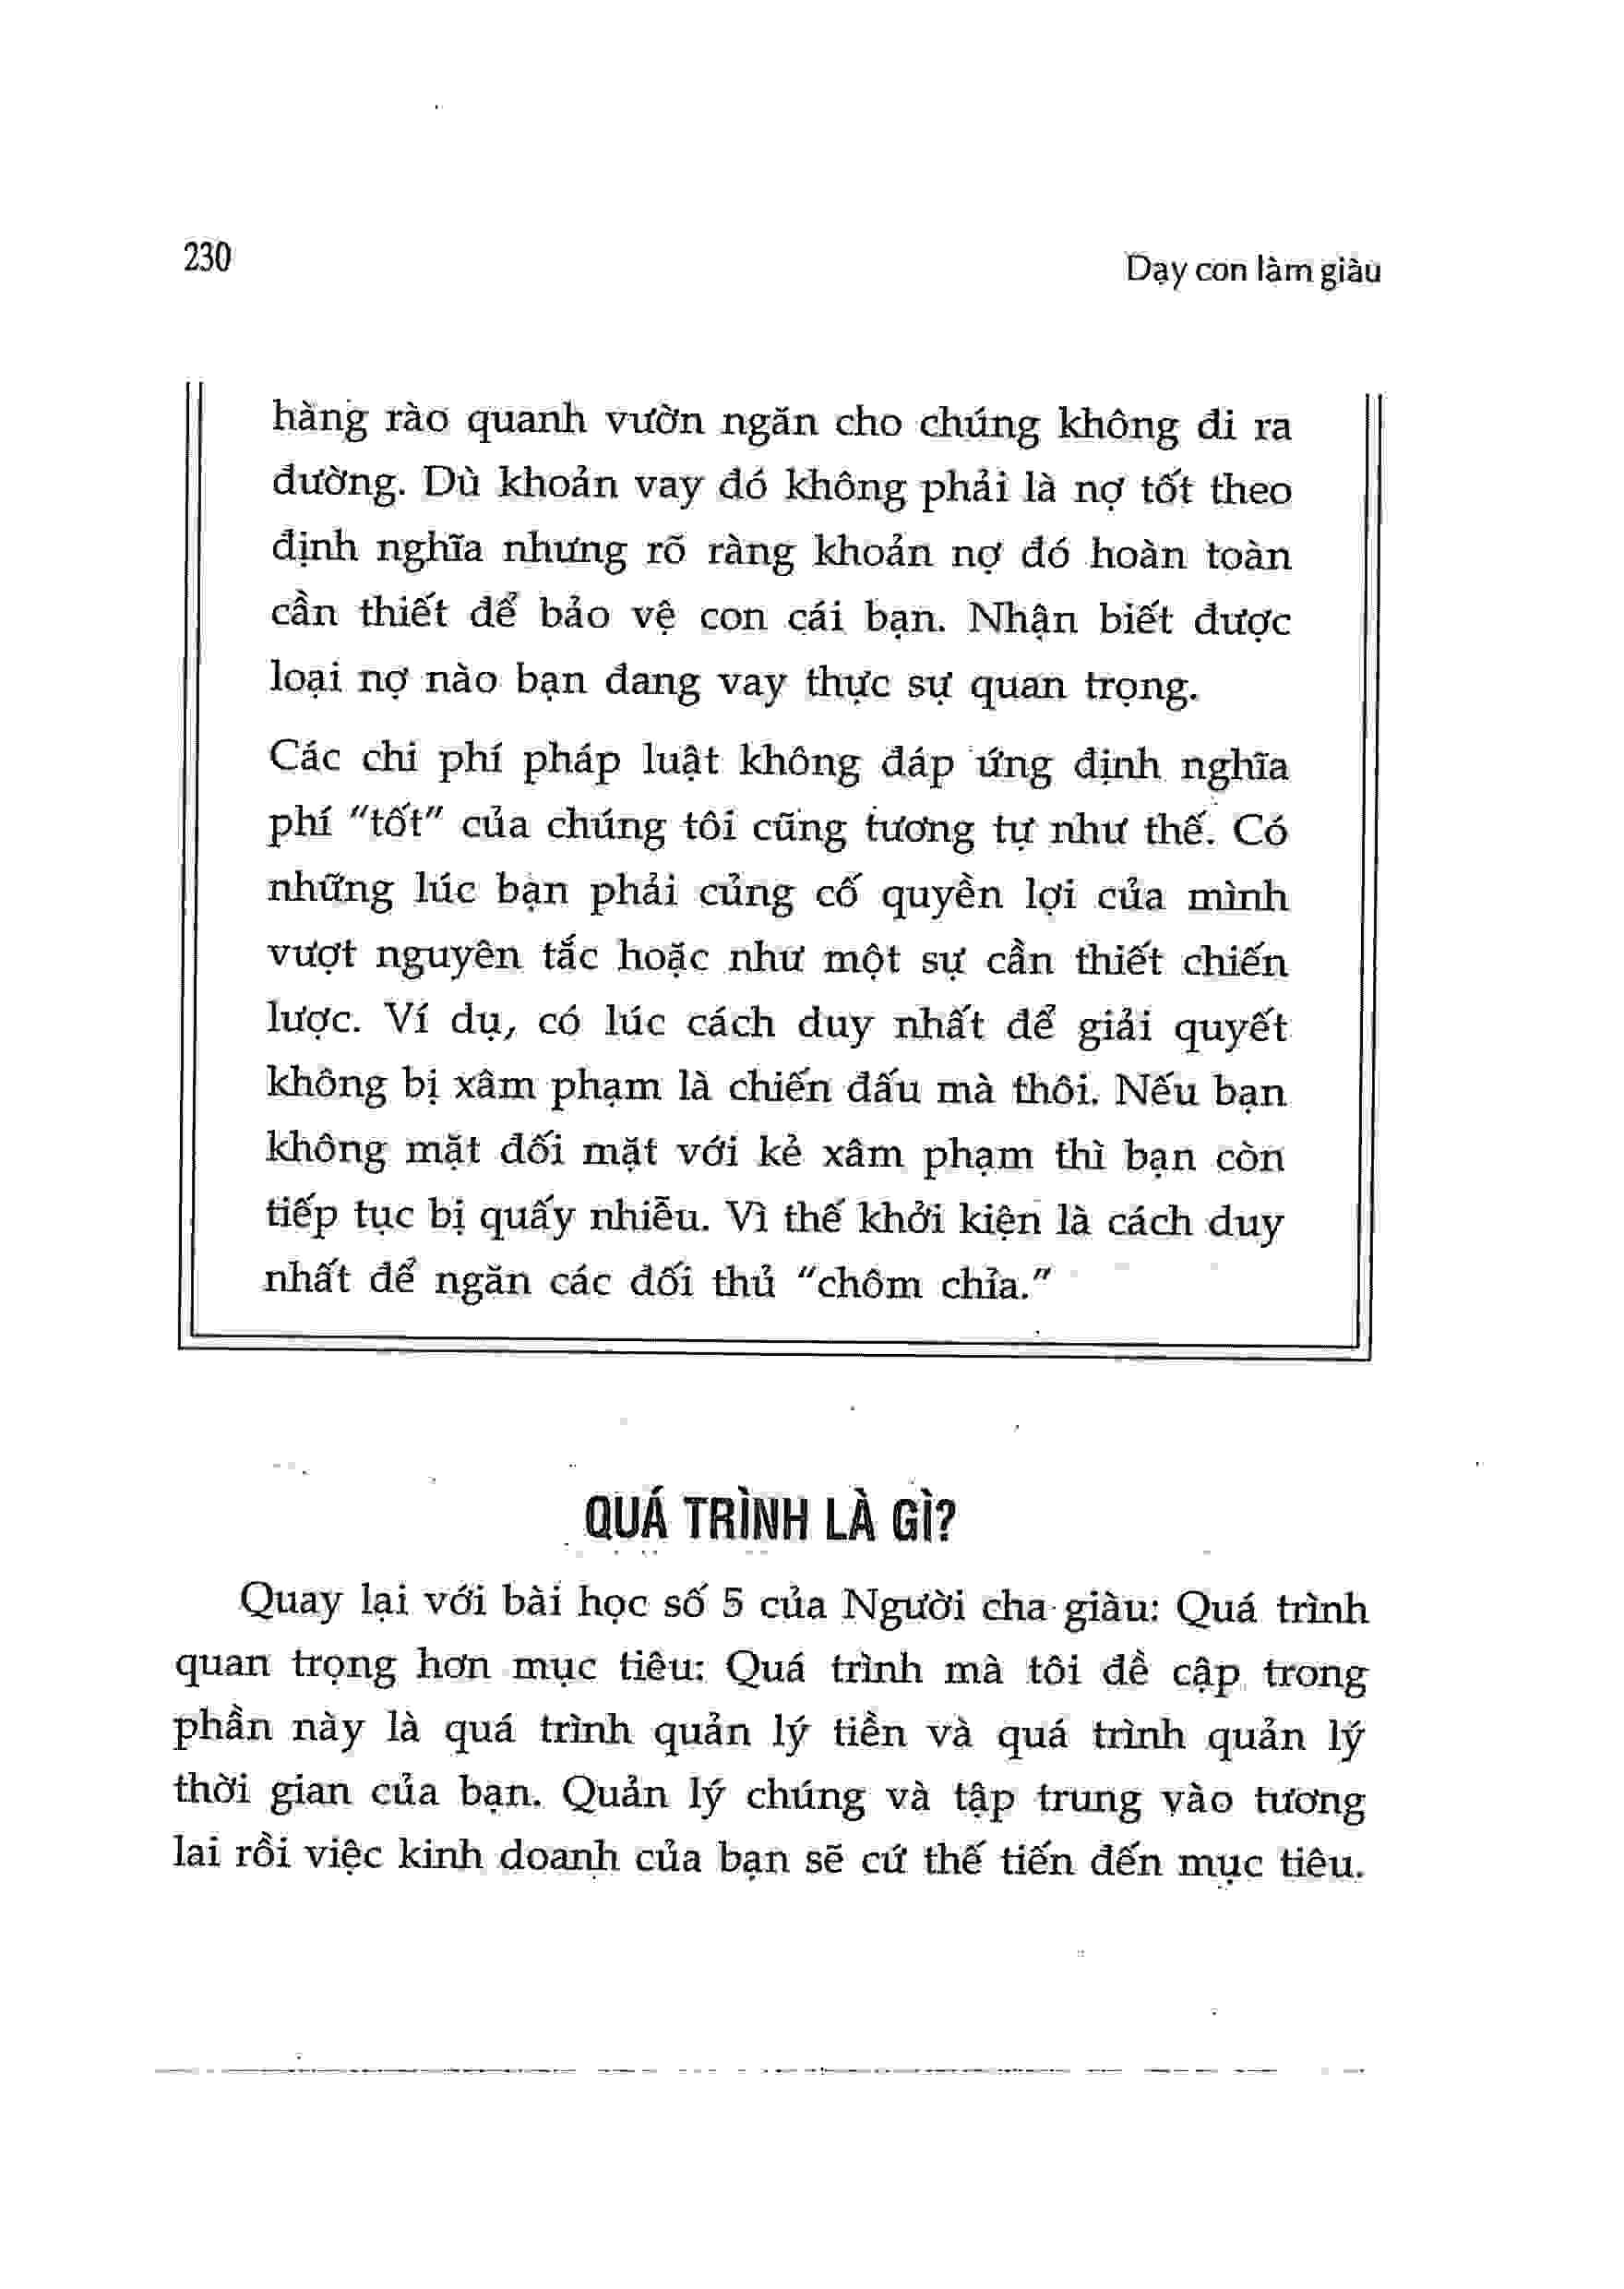 230
Dạy con làm giàu
hàng rào quanh vườn ngăn cho chúng không đi ra
đường. Dù khoản vay đó không phải là nợ tốt theo
định nghĩa nhưng rõ ràng khoản nợ đó hoàn toàn
cần thiết để bảo vệ con cái bạn. Nhận biết được
loại nợ nào bạn đang vay thực sự quan trọng.
Các chi phí pháp luật không đáp ứng định nghĩa
phí "tốt" của chúng tôi cũng tương tự như thế. Có
những lúc bạn phải củng cố quyền lợi của mình
vượt nguyên tắc hoặc như một sự cần thiết chiến
lược. Ví dụ, có lúc cách duy nhất để giải quyết
không bị xâm phạm là chiến đấu mà thôi. Nếu bạn
không mặt đối mặt với kẻ xâm phạm thì bạn còn
tiếp tục bị quấy nhiễu. Vì thế khởi kiện là cách duy
nhất để ngăn các đối thủ "chôm chỉa."
QUÁ TRÌNH LÀ GÌ?
Quay lại với bài học số 5 của Người cha giàu: Quá trình
quan trọng hơn mục tiêu: Quá trình mà tôi đề cập trong
phần này là quá trình quản lý tiền và quá trình quản lý
thời gian của bạn. Quản lý chúng và tập trung vào tương
lai rồi việc kinh doanh của bạn sẽ cứ thế tiến đến mục tiêu.